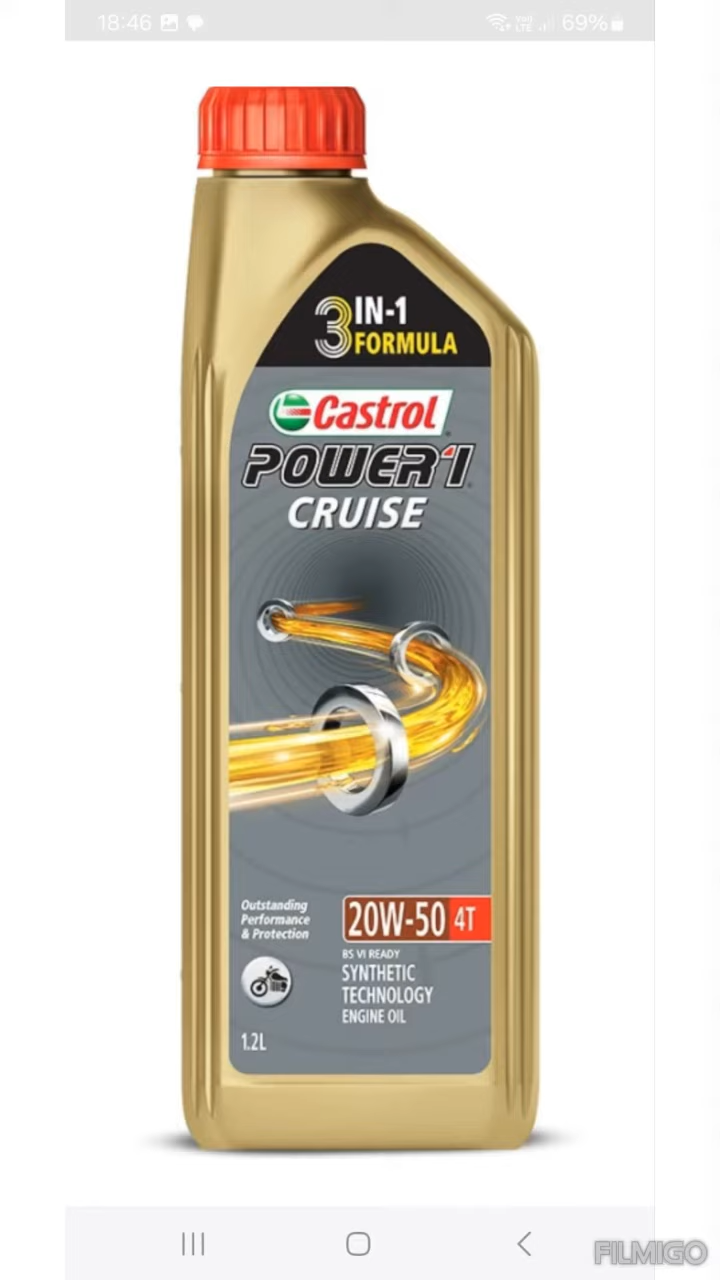 18:46
VoLTE
69%
3 IN-1
FORMULA
Castrol
POWER1
CRUISE
Outstanding
Performance
& Protection
20W-50 4T
BS VI READY
SYNTHETIC
TECHNOLOGY
ENGINE OIL
1.2L
FILMIGO